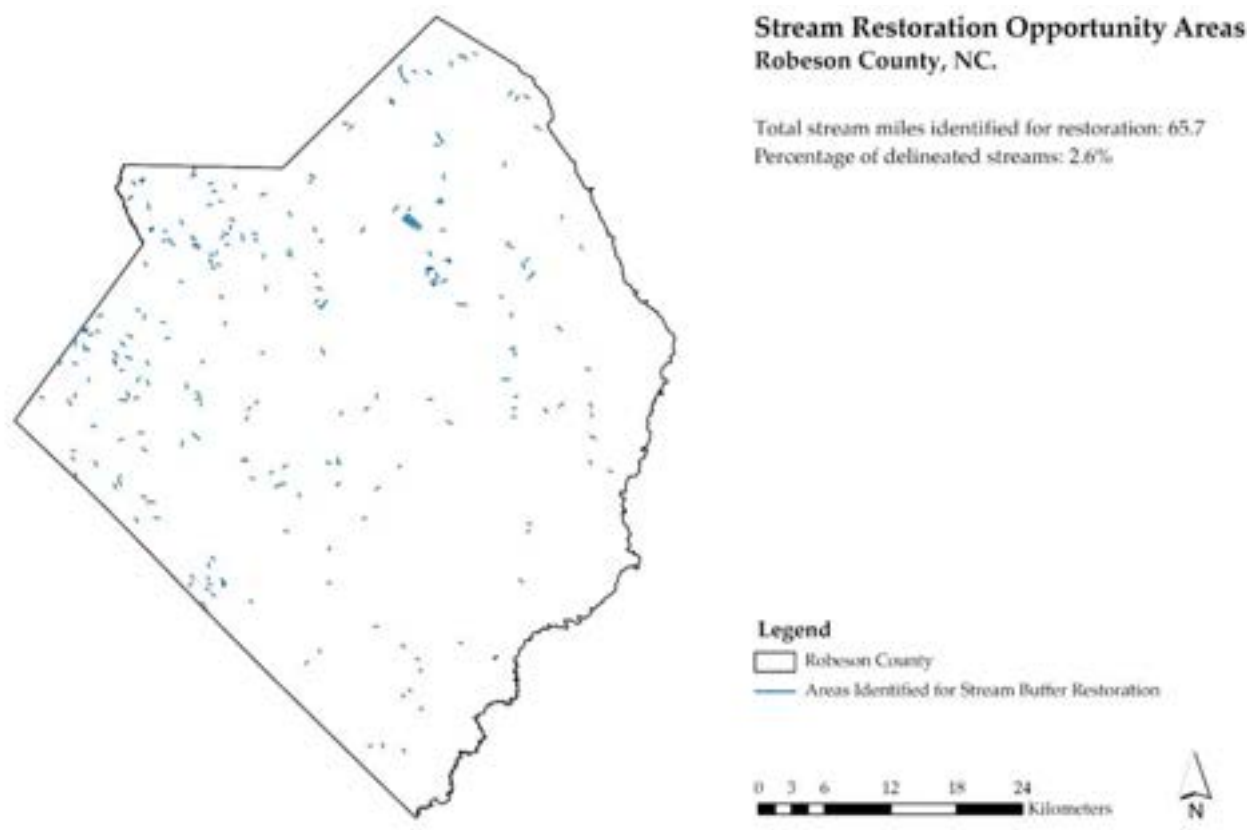 Stream Restoration Opportunity Areas
Robeson County, NC.
Total stream miles identified for restoration: 65.7
Percentage of delineated streams: 2.6%
Legend
Robeson County
Areas Identified for Stream Buffer Restoration
0 3 6 12 18 24
Kilometers
N